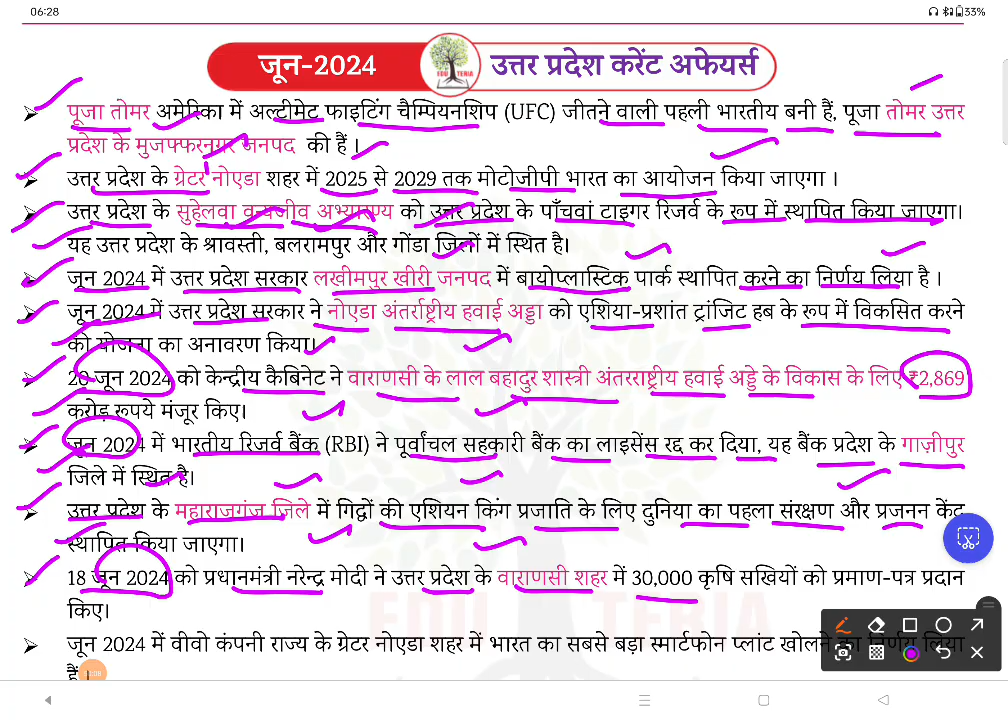 06:28
33%
जून-2024
EDU TERIA
उत्तर प्रदेश करेंट अफेयर्स
➢ पूजा तोमर अमेरिका में अल्टीमेट फाइटिंग चैम्पियनशिप (UFC) जीतने वाली पहली भारतीय बनी हैं, पूजा तोमर उत्तर
प्रदेश के मुजफ्फरनगर जनपद की हैं।
➢ उत्तर प्रदेश के ग्रेटर नोएडा शहर में 2025 से 2029 तक मोटोजीपी भारत का आयोजन किया जाएगा ।
➢ उत्तर प्रदेश के सुहेलवा वन्यजीव अभ्यारण्य को उत्तर प्रदेश के पाँचवां टाइगर रिजर्व के रूप में स्थापित किया जाएगा।
यह उत्तर प्रदेश के श्रावस्ती, बलरामपुर और गोंडा जिलों में स्थित है।
➢ जून 2024 में उत्तर प्रदेश सरकार लखीमपुर खीरी जनपद में बायोप्लास्टिक पार्क स्थापित करने का निर्णय लिया है ।
➢ जून 2024 में उत्तर प्रदेश सरकार ने नोएडा अंतर्राष्ट्रीय हवाई अड्डा को एशिया-प्रशांत ट्रांजिट हब के रूप में विकसित करने
की योजना का अनावरण किया।
➢ 20 जून 2024 को केन्द्रीय कैबिनेट ने वाराणसी के लाल बहादुर शास्त्री अंतरराष्ट्रीय हवाई अड्डे के विकास के लिए ₹2,869
करोड़ रूपये मंजूर किए।
➢ जून 2024 में भारतीय रिजर्व बैंक (RBI) ने पूर्वांचल सहकारी बैंक का लाइसेंस रद्द कर दिया, यह बैंक प्रदेश के गाज़ीपुर
जिले में स्थित है।
➢ उत्तर प्रदेश के महाराजगंज जिले में गिद्धों की एशियन किंग प्रजाति के लिए दुनिया का पहला संरक्षण और प्रजनन केंद्र
स्थापित किया जाएगा।
➢ 18 जून 2024 को प्रधानमंत्री नरेन्द्र मोदी ने उत्तर प्रदेश के वाराणसी शहर में 30,000 कृषि सखियों को प्रमाण-पत्र प्रदान
किए।
➢ जून 2024 में वीवो कंपनी राज्य के ग्रेटर नोएडा शहर में भारत का सबसे बड़ा स्मार्टफोन प्लांट खोलने का निर्णय लिया
हैं ।
EDU TERIA